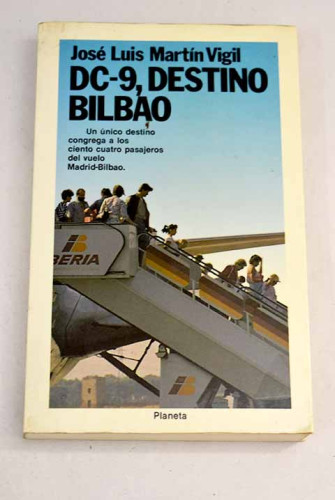 José Luis Martín Vigil
DC-9, DESTINO
BILBAO
Un único destino
congrega a los
ciento cuatro pasajeros
del vuelo
Madrid-Bilbao.
IBERIA
Planeta